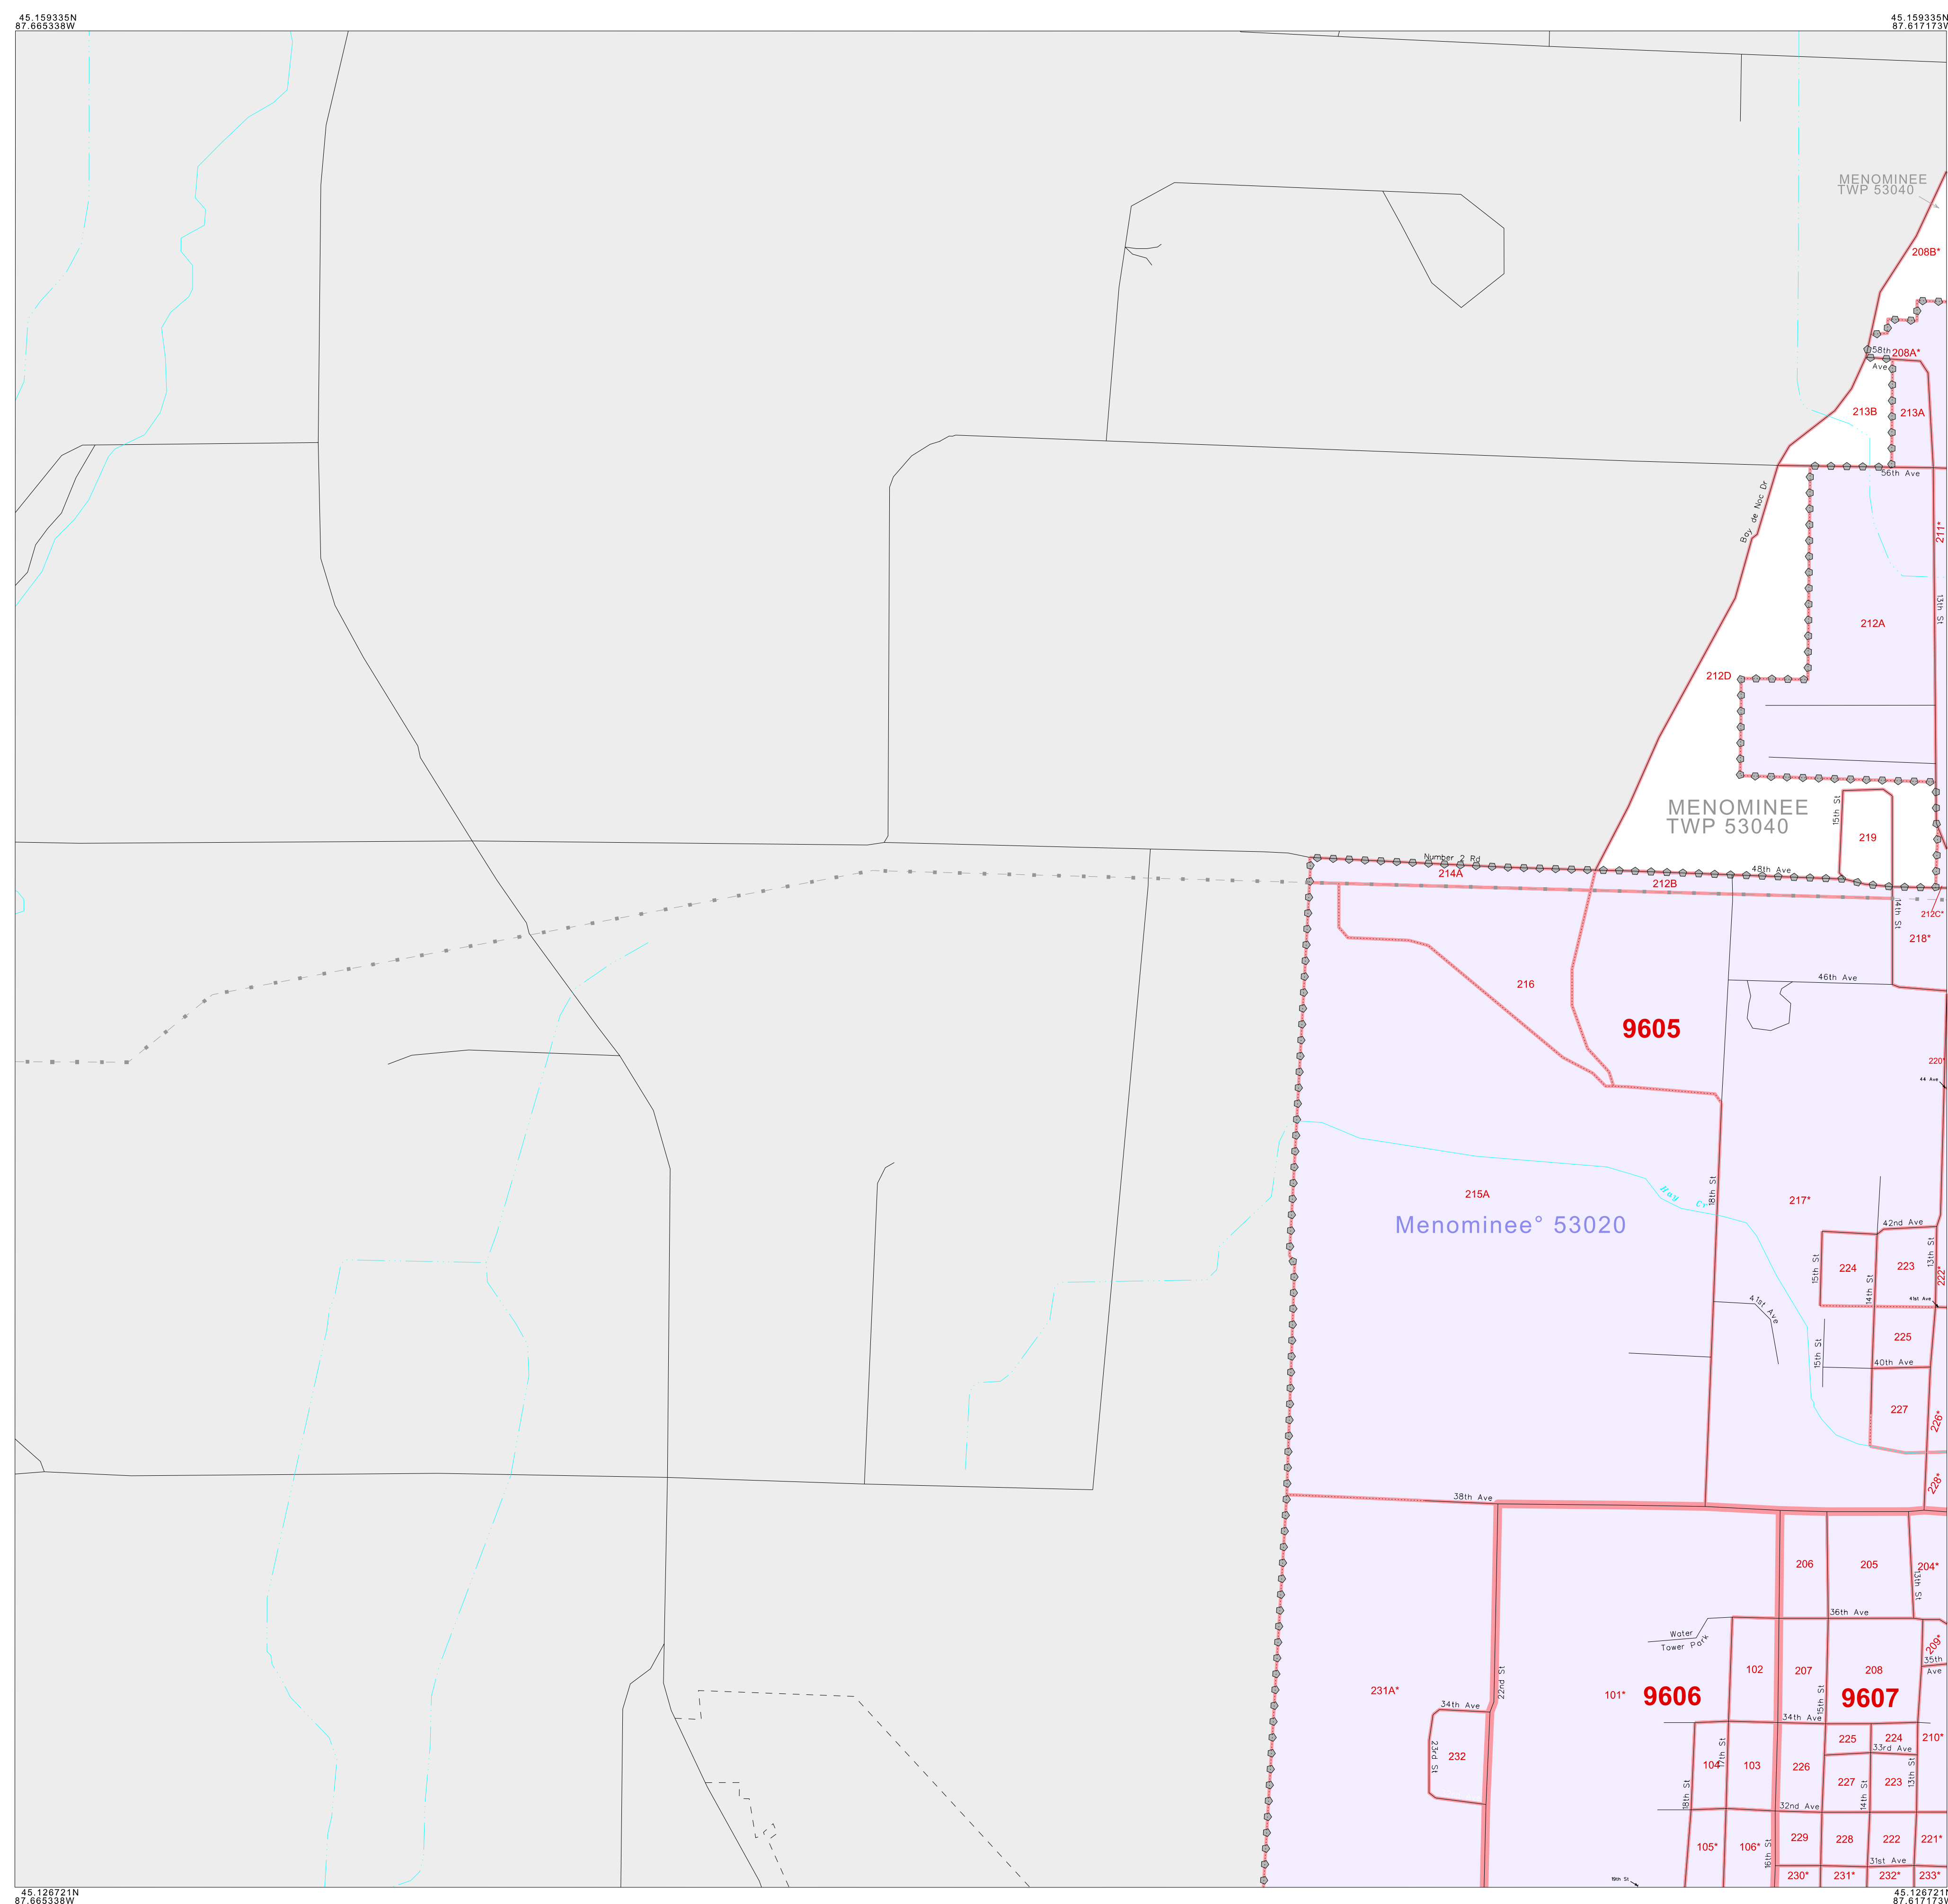 45.159335N
87.665338W
45.159335N
87.617173W
MENOMINEE
TWP 53040
208B*
58th
Ave
208A*
213B
213A
56th Ave
Bay de Noc Dr
211*
13th St
212A
212D
MENOMINEE
TWP 53040
15th St
219
Number 2 Rd
214A
48th Ave
212B
14th St
212C*
218*
46th Ave
216
9605
220*
44 Ave
18th St
215A
Hay Cr
217*
Menominee° 53020
42nd Ave
13th St
15th St
224
223
14th St
222*
41st Ave
41st Ave
225
15th St
40th Ave
227
226*
228*
38th Ave
206
205
204*
13th St
36th Ave
Water
Tower Park
209*
35th
Ave
22nd St
102
207
208
15th St
231A*
101*
9606
9607
34th Ave
34th Ave
225
224
210*
33rd Ave
23rd St
232
104
17th St
103
226
227
223
13th St
18th St
14th St
32nd Ave
105*
106*
16th St
229
228
222
221*
31st Ave
19th St
230*
231*
232*
233*
45.126721N
87.665338W
45.126721N
87.617173W